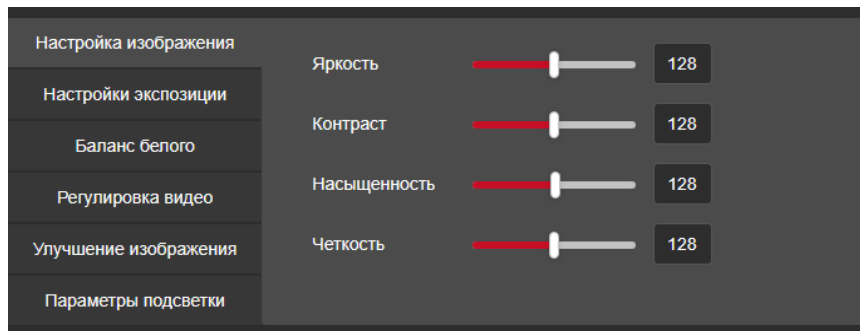 Настройка изображения
Настройки экспозиции
Баланс белого
Регулировка видео
Улучшение изображения
Параметры подсветки
Яркость 128
Контраст 128
Насыщенность 128
Четкость 128